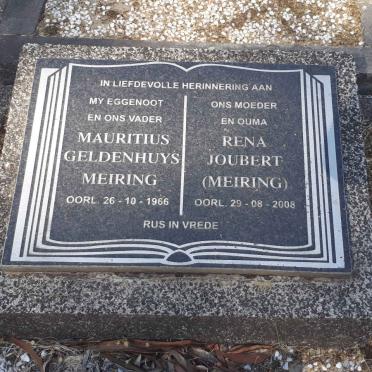 IN LIEFDEVOLLE HERINNERING AAN
MY EGGENOOT
EN ONS VADER
MAURITIUS
GELDENHUYS
MEIRING
OORL. 26 - 10 - 1966
ONS MOEDER
EN OUMA
RENA
JOUBERT
(MEIRING)
OORL. 29 - 08 - 2008
RUS IN VREDE